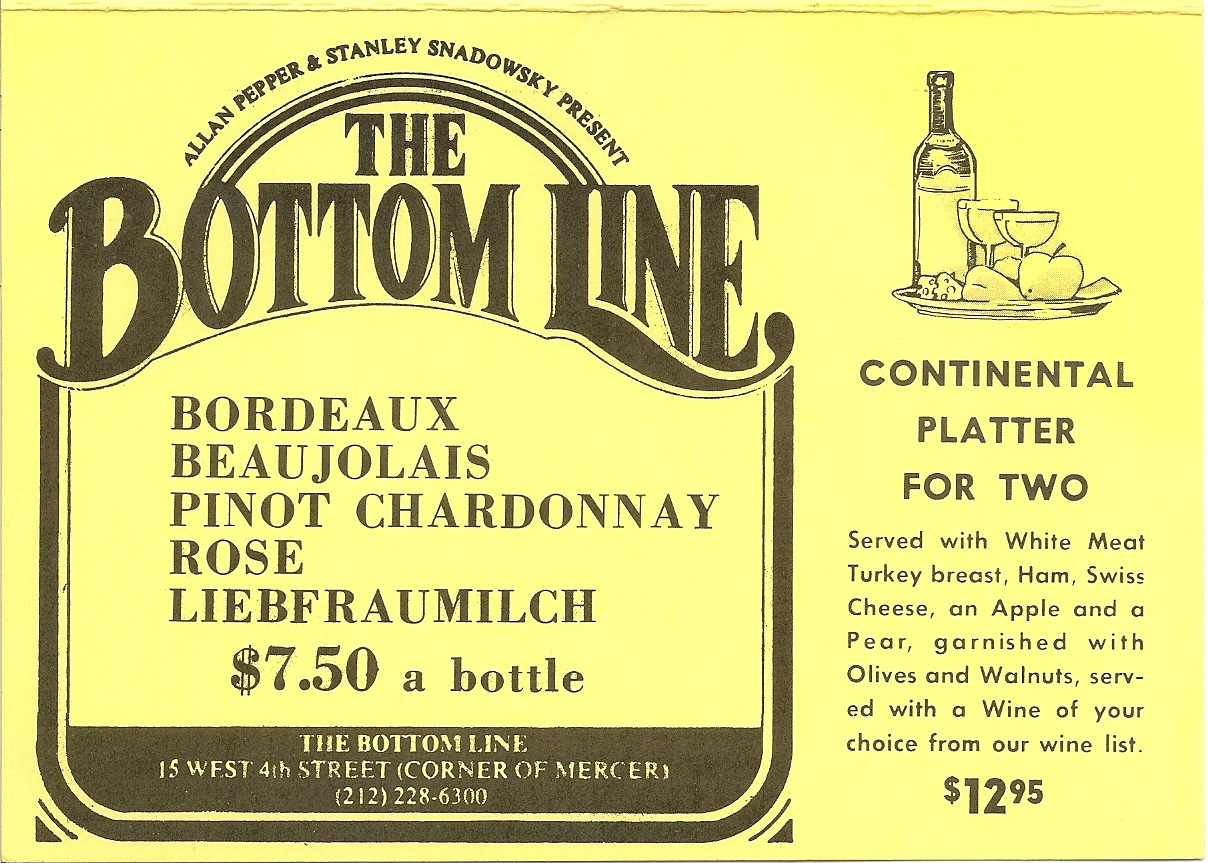 ALLAN PEPPER & STANLEY SNADOWSKY PRESENT
THE
BOTTOM LINE
BORDEAUX
BEAUJOLAIS
PINOT CHARDONNAY
ROSE
LIEBFRAUMILCH
$7.50 a bottle
THE BOTTOM LINE
15 WEST 4th STREET (CORNER OF MERCER)
(212) 228-6300
CONTINENTAL
PLATTER
FOR TWO
Served with White Meat
Turkey breast, Ham, Swiss
Cheese, an Apple and a
Pear, garnished with
Olives and Walnuts, serv-
ed with a Wine of your
choice from our wine list.
$12 95